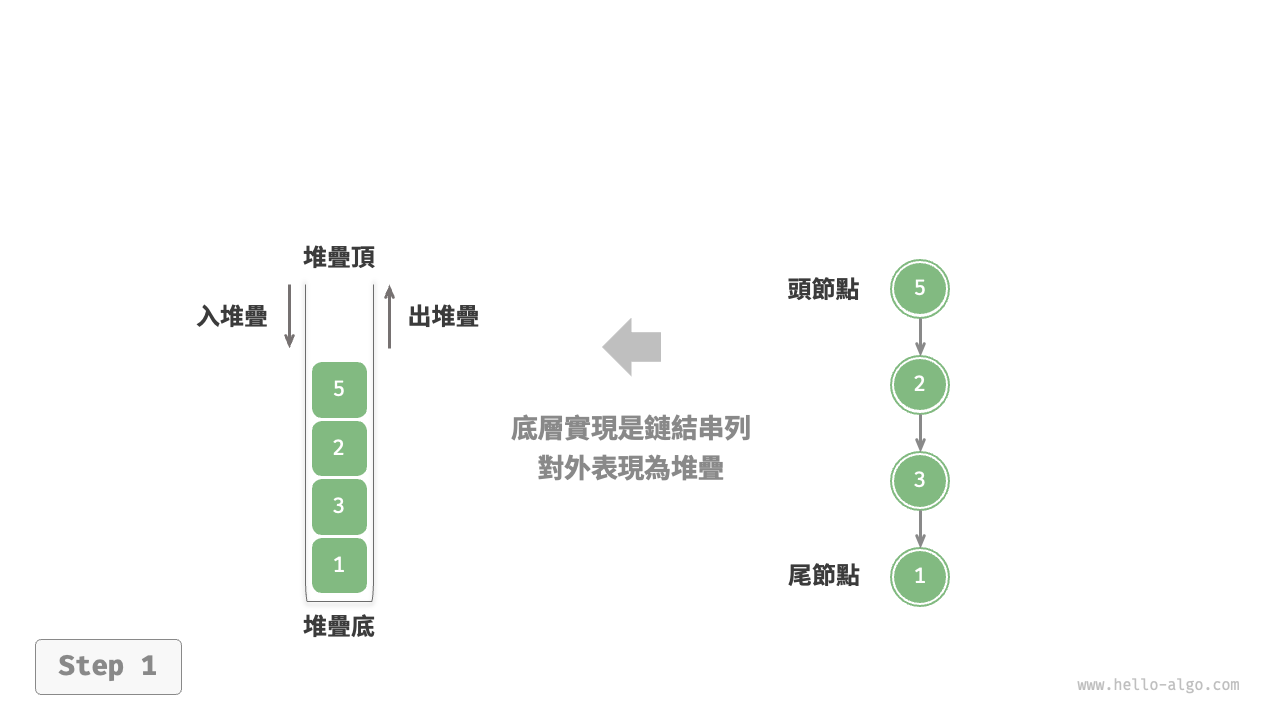 堆疊頂
入堆疊
出堆疊
5
2
3
1
堆疊底
底層實現是鏈結串列
對外表現為堆疊
頭節點
5
2
3
尾節點
1
Step 1
www.hello-algo.com